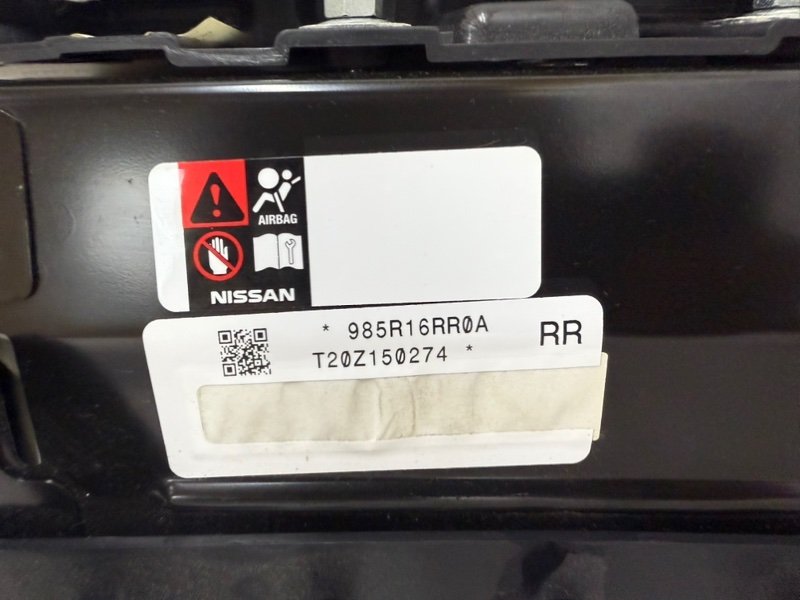 AIRBAG
NISSAN
* 985R16RR0A
T20Z150274 *
RR